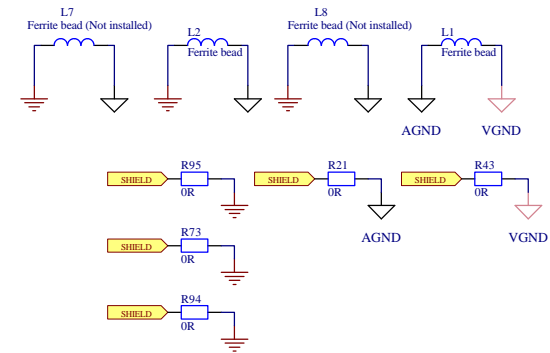 L7
Ferrite bead (Not installed)
L2
Ferrite bead
L8
Ferrite bead (Not installed)
L1
Ferrite bead
AGND
VGND
SHIELD
R95
0R
SHIELD
R21
0R
AGND
SHIELD
R43
0R
VGND
SHIELD
R73
0R
SHIELD
R94
0R